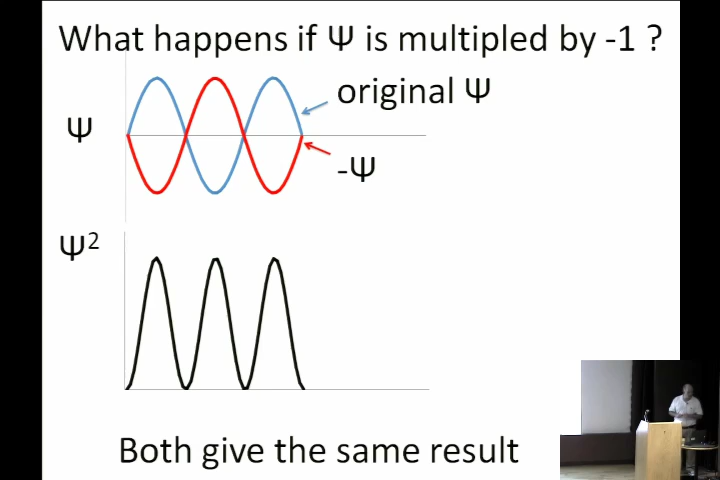 What happens if Ψ is multipled by -1 ?
original Ψ
Ψ
-Ψ
Ψ²
Both give the same result